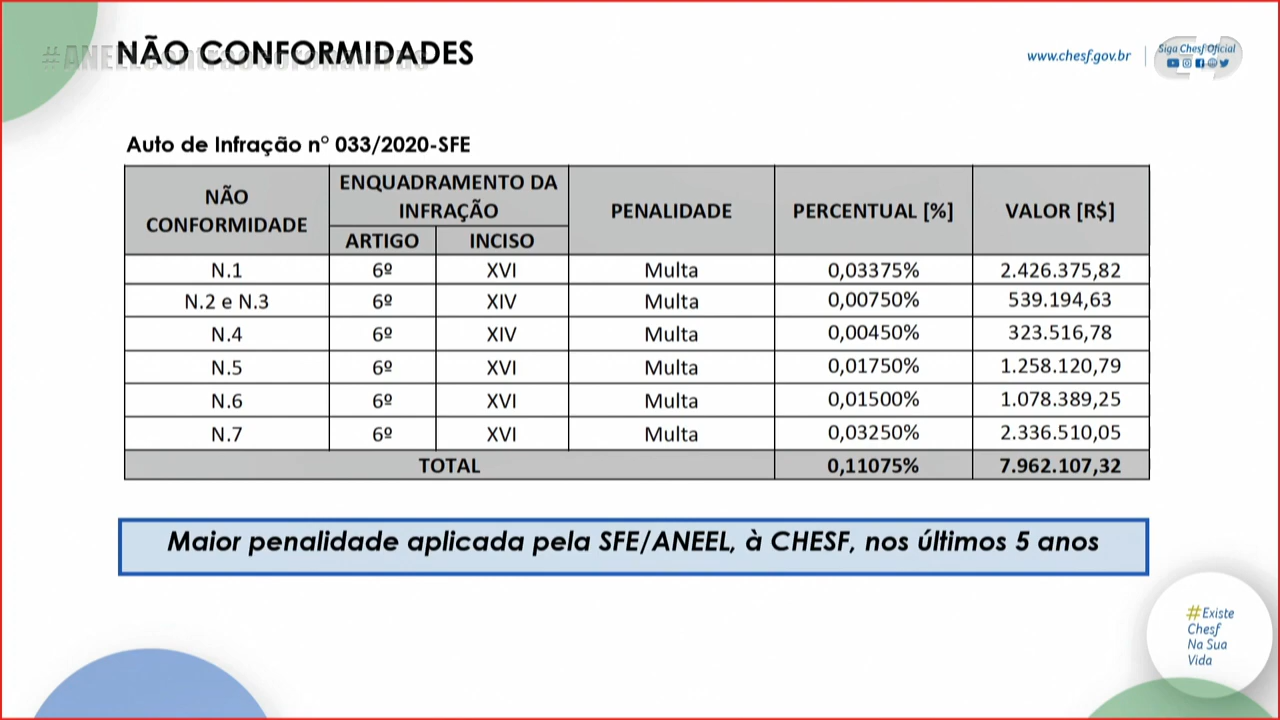 #ANEELcontraocoronavírus
NÃO CONFORMIDADES
www.chesf.gov.br
Siga Chesf Oficial
Auto de Infração nº 033/2020-SFE
NÃO CONFORMIDADE ENQUADRAMENTO DA INFRAÇÃO PENALIDADE PERCENTUAL [%] VALOR [R$]
ARTIGO INCISO
N.1 6º XVI Multa 0,03375% 2.426.375,82
N.2 e N.3 6º XIV Multa 0,00750% 539.194,63
N.4 6º XIV Multa 0,00450% 323.516,78
N.5 6º XVI Multa 0,01750% 1.258.120,79
N.6 6º XVI Multa 0,01500% 1.078.389,25
N.7 6º XVI Multa 0,03250% 2.336.510,05
TOTAL 0,11075% 7.962.107,32
Maior penalidade aplicada pela SFE/ANEEL, à CHESF, nos últimos 5 anos
#Existe
Chesf
Na Sua
Vida